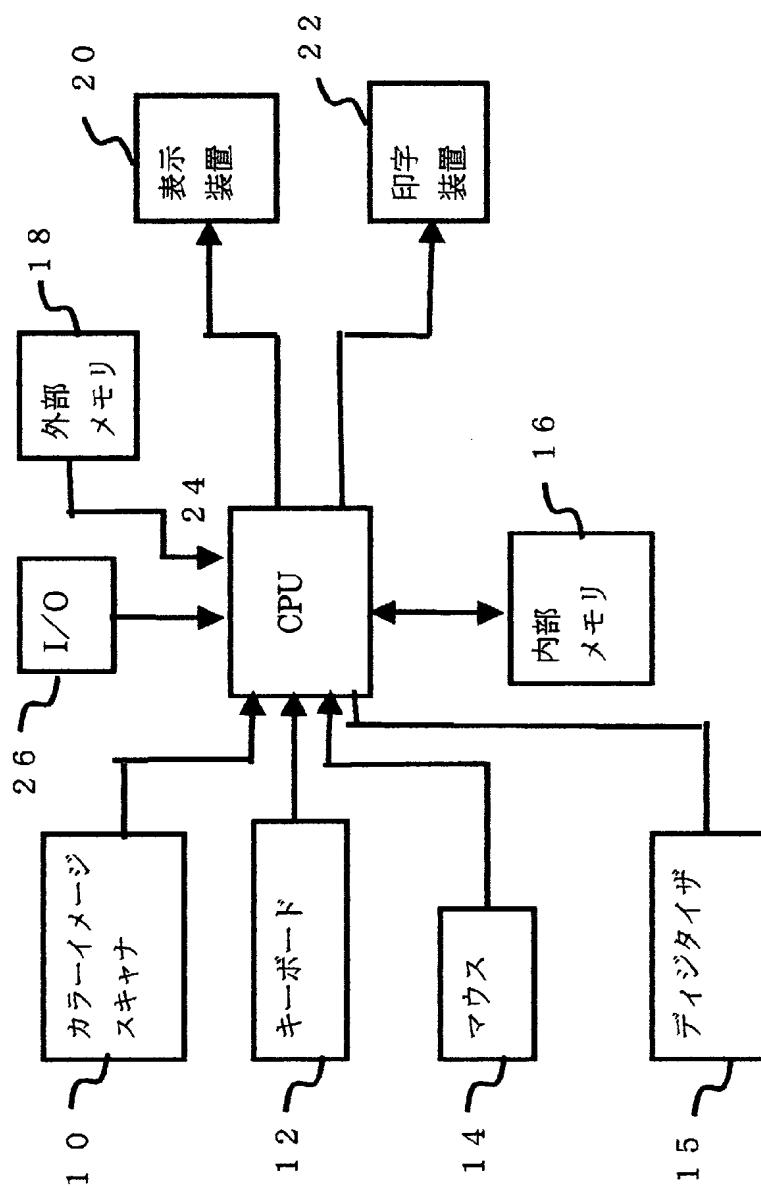 10
カラーイメージ
スキャナ
12
キーボード
14
マウス
15
ディジタイザ
26
I/O
18
外部
メモリ
24
CPU
16
内部
メモリ
20
表示
装置
22
印字
装置